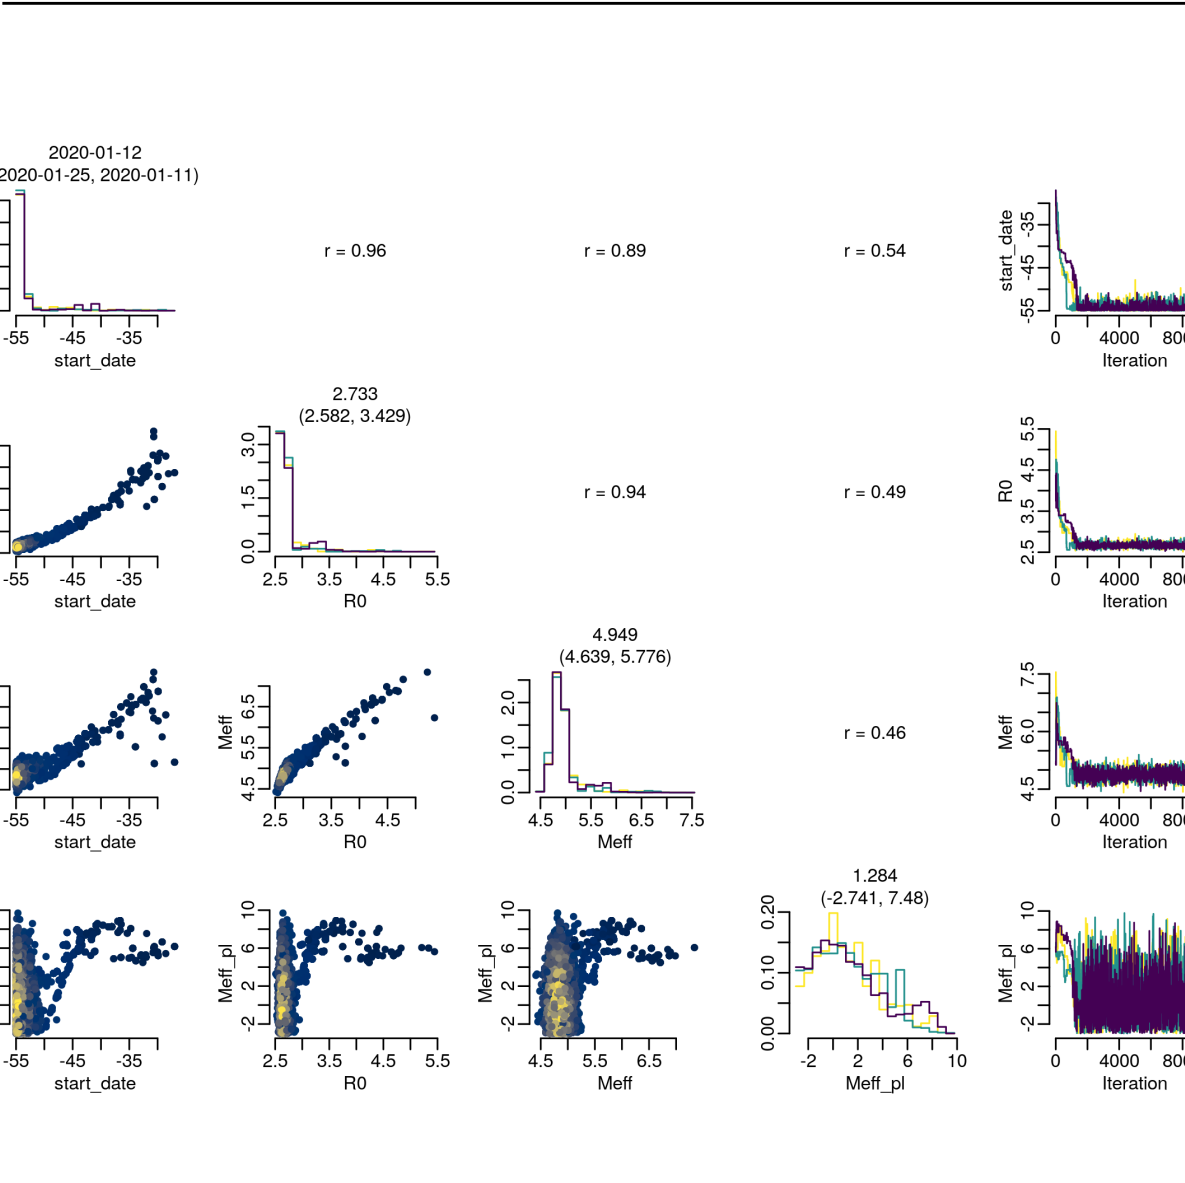 2020-01-12
2020-01-25, 2020-01-11)
-55 -45 -35
start_date
r = 0.96
r = 0.89
r = 0.54
start_date
-55 -45 -35
0 4000 800
Iteration
-55 -45 -35
start_date
2.733
(2.582, 3.429)
0.0 1.5 3.0
2.5 3.5 4.5 5.5
R0
r = 0.94
r = 0.49
R0
2.5 3.5 4.5 5.5
0 4000 800
Iteration
-55 -45 -35
start_date
Meff
4.5 5.5 6.5
2.5 3.5 4.5
R0
4.949
(4.639, 5.776)
0.0 1.0 2.0
4.5 5.5 6.5 7.5
Meff
r = 0.46
Meff
4.5 6.0 7.5
0 4000 800
Iteration
-55 -45 -35
start_date
Meff_pl
-2 2 6 10
2.5 3.5 4.5 5.5
R0
Meff_pl
-2 2 6 10
4.5 5.5 6.5
Meff
1.284
(-2.741, 7.48)
0.00 0.10 0.20
-2 2 6 10
Meff_pl
Meff_pl
-2 2 6 10
0 4000 800
Iteration